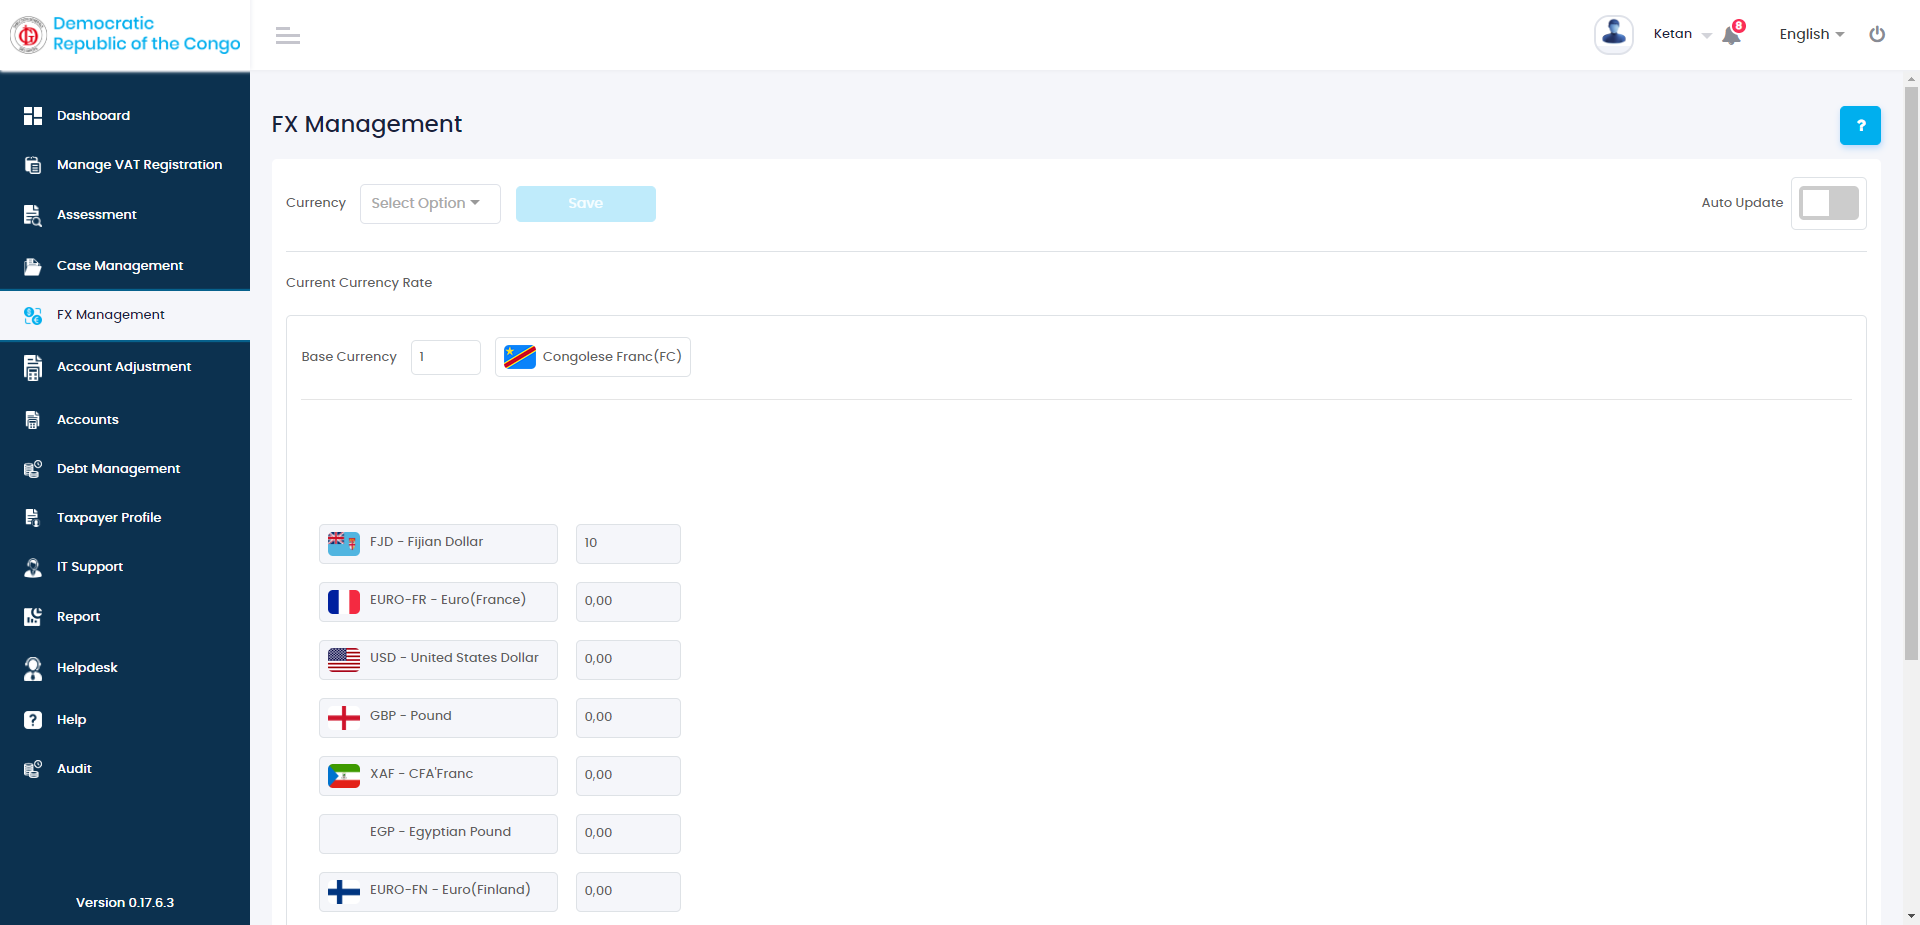 Democratic
Republic of the Congo
Ketan
8
English
Dashboard
Manage VAT Registration
Assessment
Case Management
FX Management
Account Adjustment
Accounts
Debt Management
Taxpayer Profile
IT Support
Report
Helpdesk
Help
Audit
Version 0.17.6.3
FX Management
?
Currency Select Option Save Auto Update
Current Currency Rate
Base Currency 1 Congolese Franc(FC)
FJD - Fijian Dollar 10
EURO-FR - Euro(France) 0,00
USD - United States Dollar 0,00
GBP - Pound 0,00
XAF - CFA'Franc 0,00
EGP - Egyptian Pound 0,00
EURO-FN - Euro(Finland) 0,00